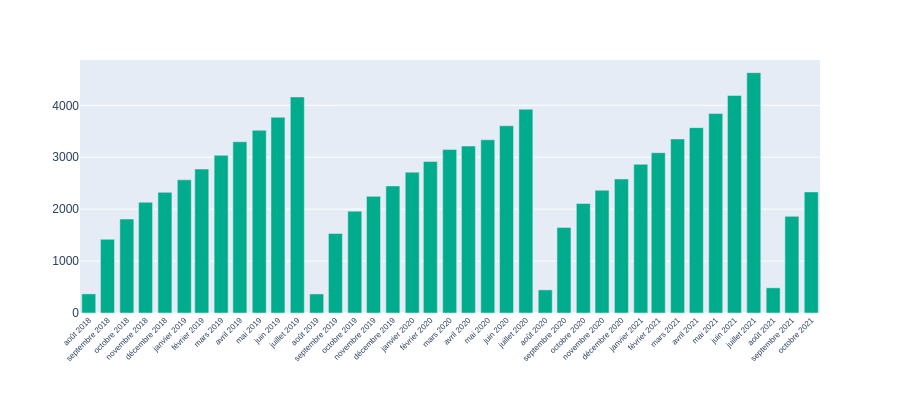 4000
3000
2000
1000
0
août 2018
septembre 2018
octobre 2018
novembre 2018
décembre 2018
janvier 2019
février 2019
mars 2019
avril 2019
mai 2019
juin 2019
juillet 2019
août 2019
septembre 2019
octobre 2019
novembre 2019
décembre 2019
janvier 2020
février 2020
mars 2020
avril 2020
mai 2020
juin 2020
juillet 2020
août 2020
septembre 2020
octobre 2020
novembre 2020
décembre 2020
janvier 2021
février 2021
mars 2021
avril 2021
mai 2021
juin 2021
juillet 2021
août 2021
septembre 2021
octobre 2021